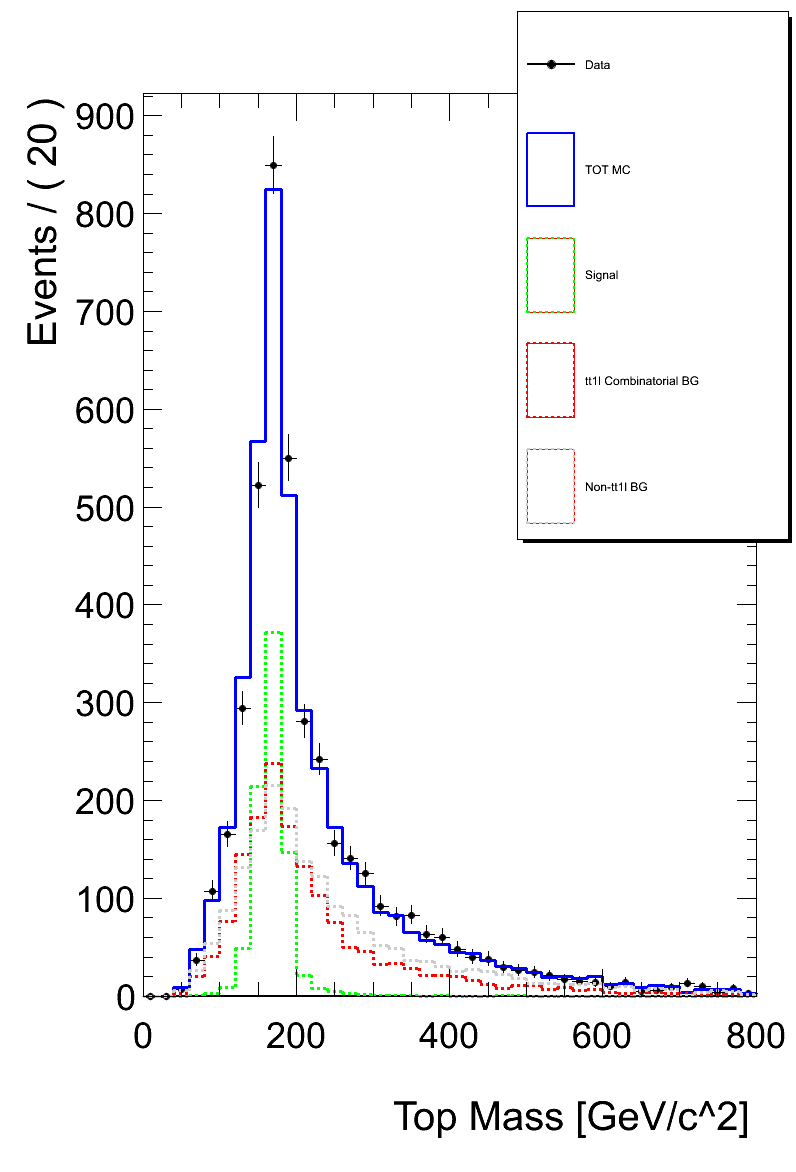 Data
TOT MC
Signal
tt1l Combinatorial BG
Non-tt1l BG
Events / ( 20 )
900
800
700
600
500
400
300
200
100
0
0 200 400 600 800
Top Mass [GeV/c^2]